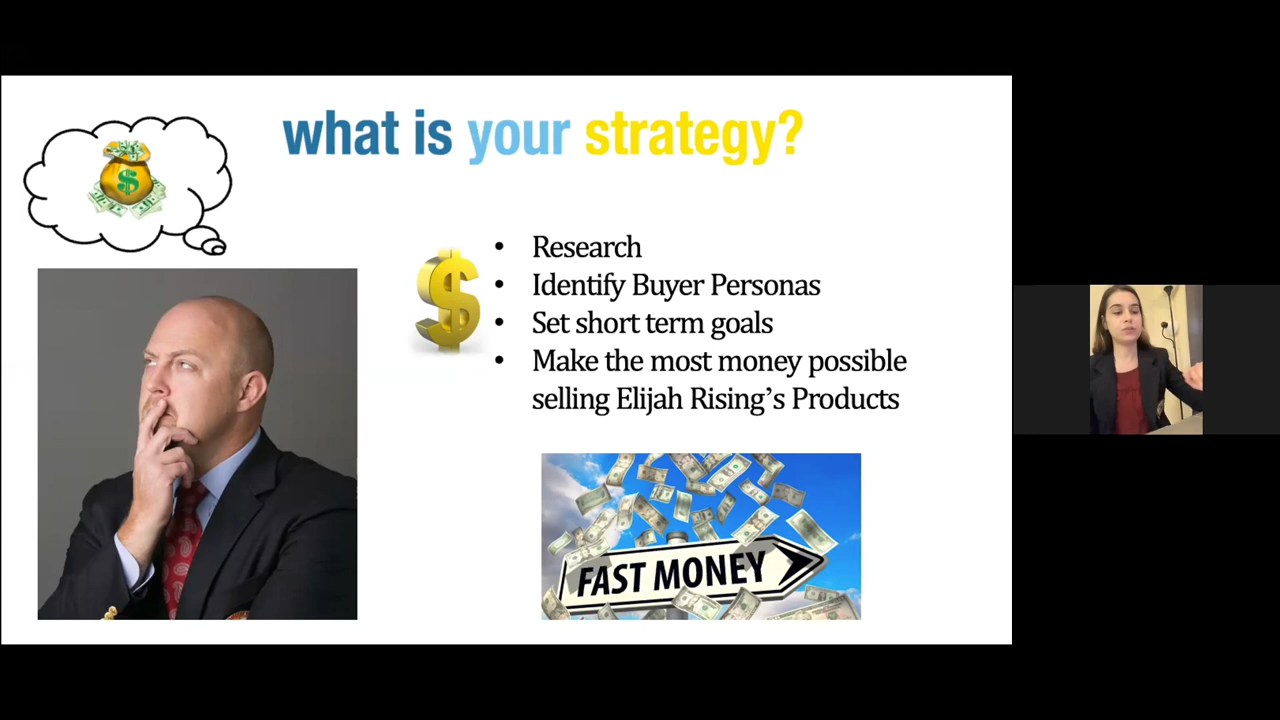 what is your strategy?
$
• Research
$
• Identify Buyer Personas
• Set short term goals
• Make the most money possible
selling Elijah Rising’s Products
FAST MONEY